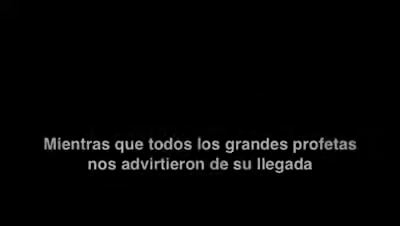 Mientras que todos los grandes profetas
nos advirtieron de su llegada